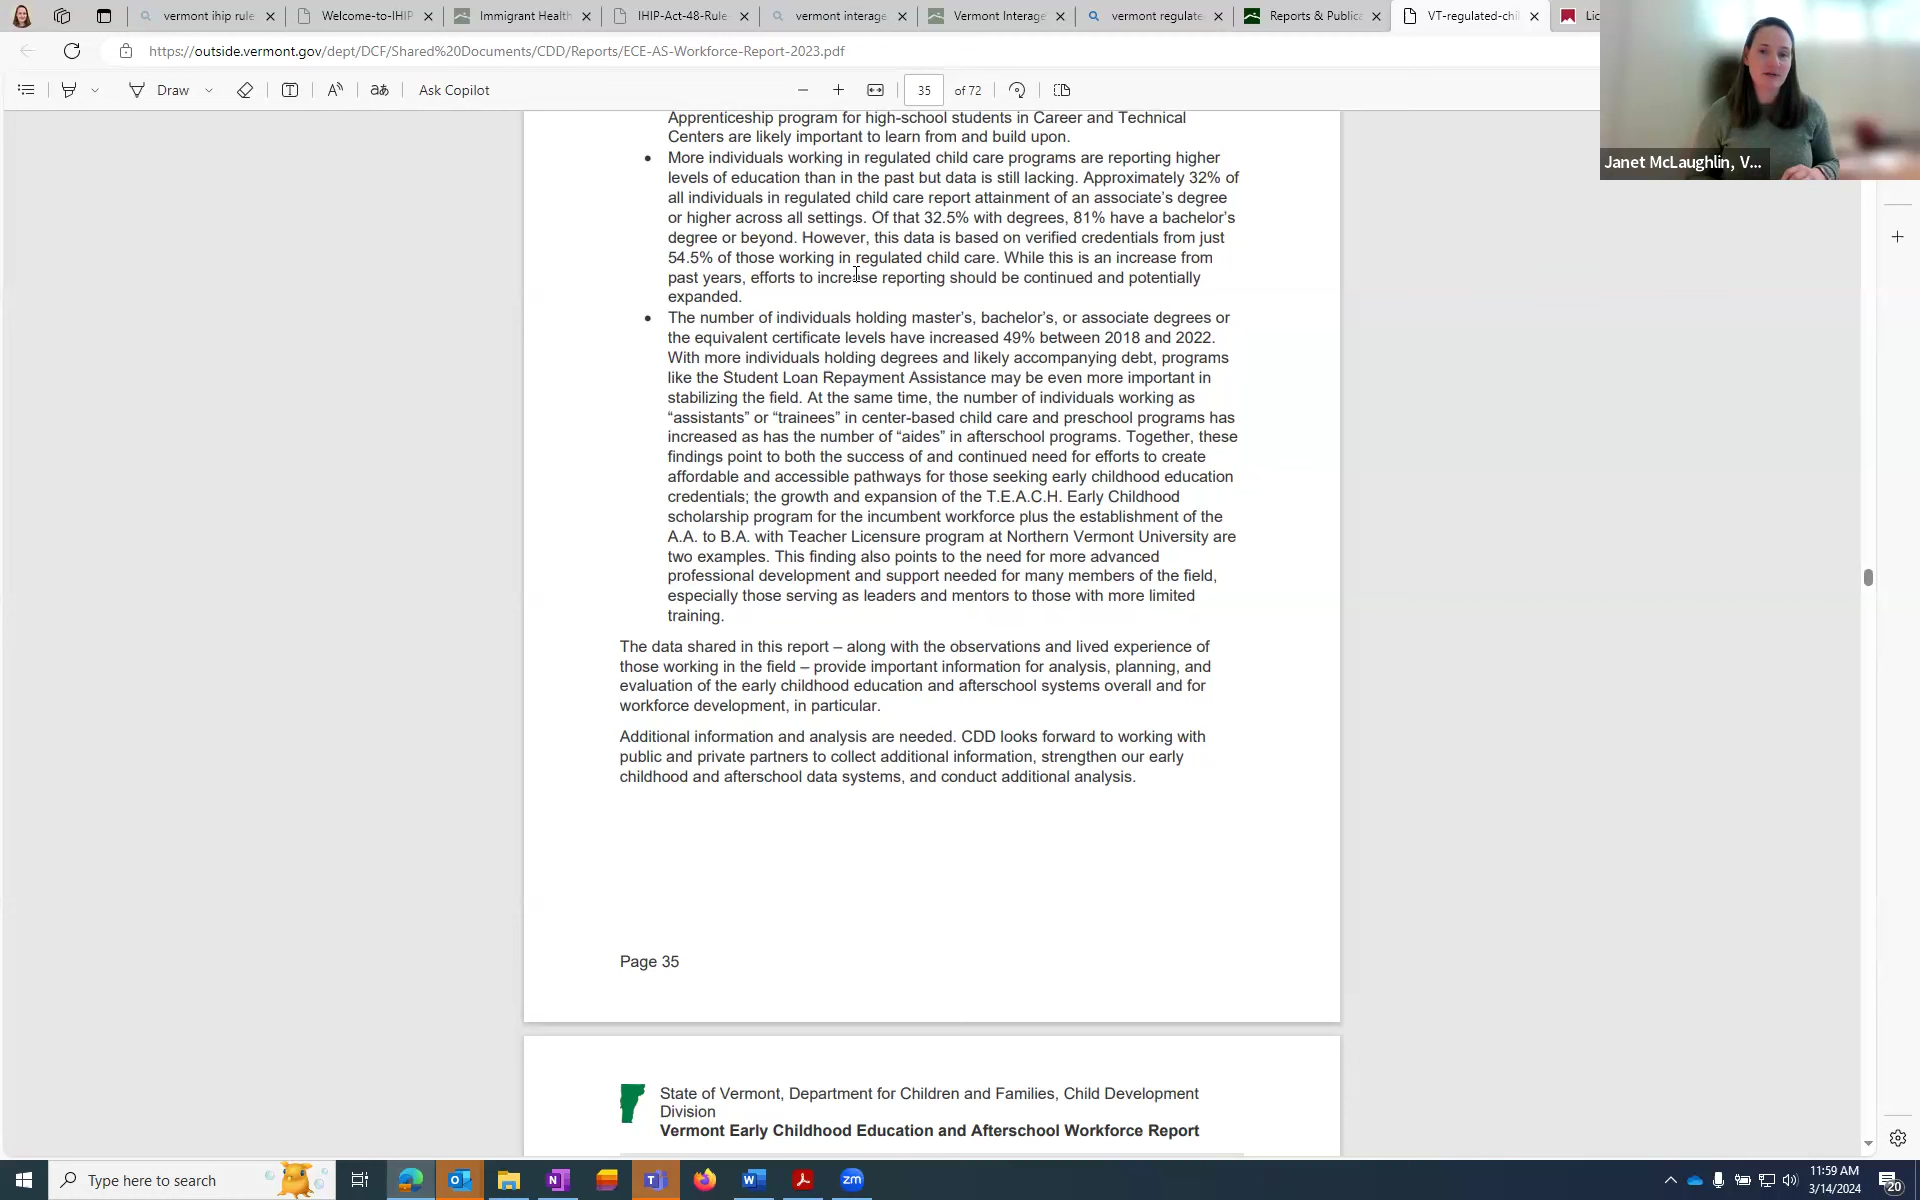 vermont ihip rule
Welcome-to-IHIP
Immigrant Health
IHIP-Act-48-Rule
vermont interage
Vermont Interage
vermont regulate
Reports & Publica
VT-regulated-chil
Lic
https://outside.vermont.gov/dept/DCF/Shared%20Documents/CDD/Reports/ECE-AS-Workforce-Report-2023.pdf
Draw
Ask Copilot
35 of 72
Janet McLaughlin, V...
Apprenticeship program for high-school students in Career and Technical
Centers are likely important to learn from and build upon.
• More individuals working in regulated child care programs are reporting higher
levels of education than in the past but data is still lacking. Approximately 32% of
all individuals in regulated child care report attainment of an associate’s degree
or higher across all settings. Of that 32.5% with degrees, 81% have a bachelor’s
degree or beyond. However, this data is based on verified credentials from just
54.5% of those working in regulated child care. While this is an increase from
past years, efforts to increase reporting should be continued and potentially
expanded.
• The number of individuals holding master’s, bachelor’s, or associate degrees or
the equivalent certificate levels have increased 49% between 2018 and 2022.
With more individuals holding degrees and likely accompanying debt, programs
like the Student Loan Repayment Assistance may be even more important in
stabilizing the field. At the same time, the number of individuals working as
“assistants” or “trainees” in center-based child care and preschool programs has
increased as has the number of “aides” in afterschool programs. Together, these
findings point to both the success of and continued need for efforts to create
affordable and accessible pathways for those seeking early childhood education
credentials; the growth and expansion of the T.E.A.C.H. Early Childhood
scholarship program for the incumbent workforce plus the establishment of the
A.A. to B.A. with Teacher Licensure program at Northern Vermont University are
two examples. This finding also points to the need for more advanced
professional development and support needed for many members of the field,
especially those serving as leaders and mentors to those with more limited
training.
The data shared in this report – along with the observations and lived experience of
those working in the field – provide important information for analysis, planning, and
evaluation of the early childhood education and afterschool systems overall and for
workforce development, in particular.
Additional information and analysis are needed. CDD looks forward to working with
public and private partners to collect additional information, strengthen our early
childhood and afterschool data systems, and conduct additional analysis.
Page 35
State of Vermont, Department for Children and Families, Child Development
Division
Vermont Early Childhood Education and Afterschool Workforce Report
Type here to search
11:59 AM
3/14/2024
20